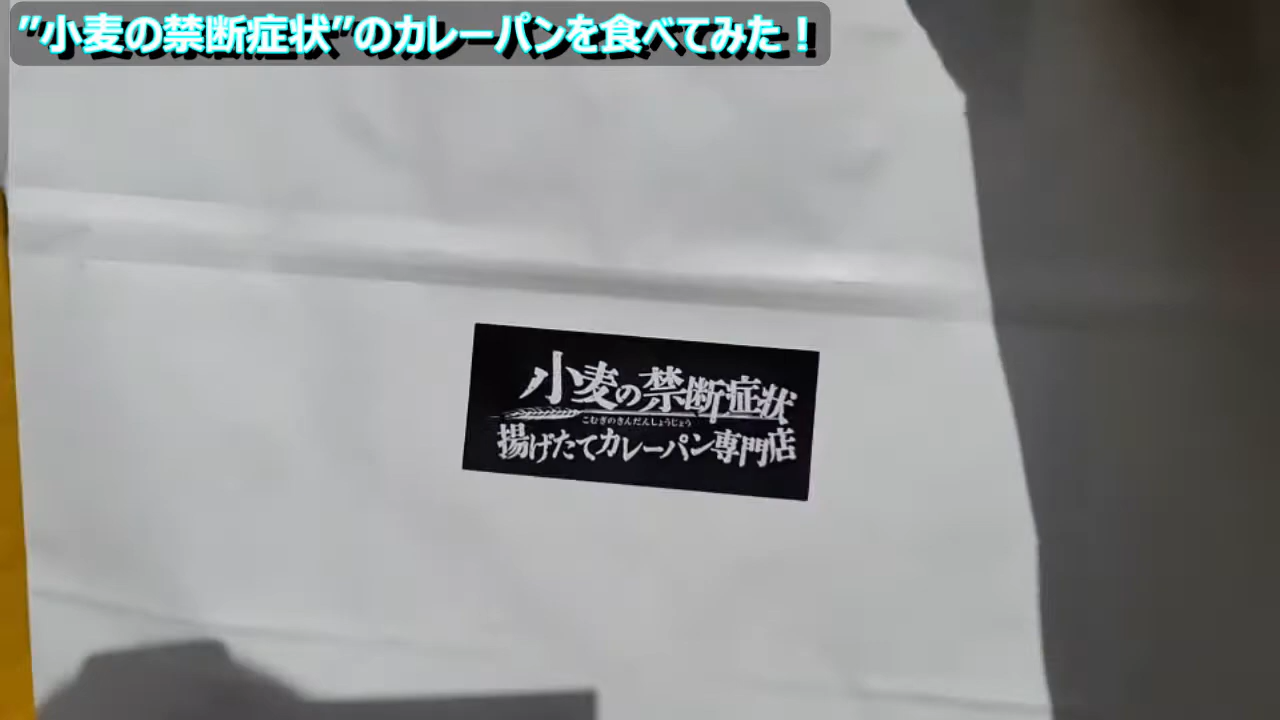 ”小麦の禁断症状”のカレーパンを食べてみた！
小麦の禁断症状
こむぎのきんだんしょうじょう
揚げたてカレーパン専門店